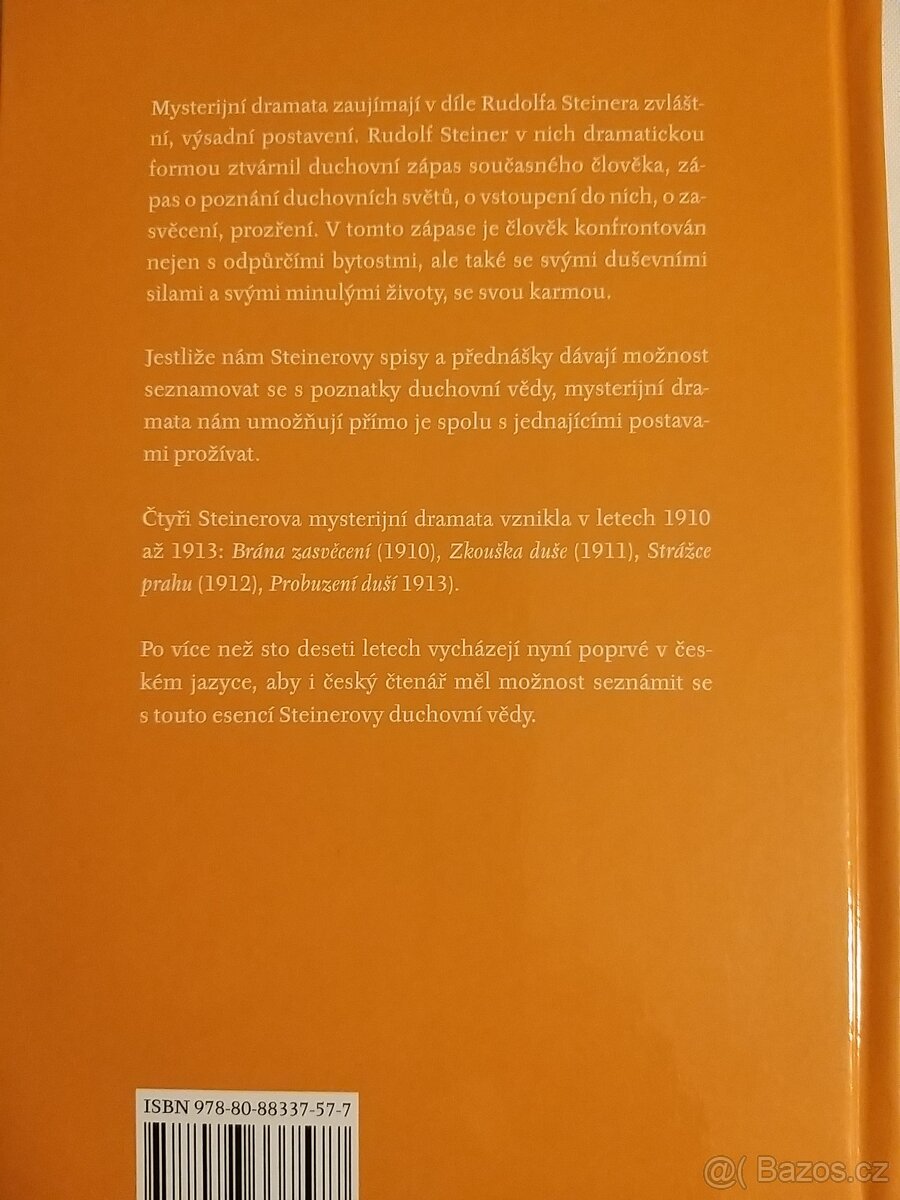 Mysterijní dramata zaujímají v díle Rudolfa Steinera zvlášt-
ní, výsadní postavení. Rudolf Steiner v nich dramatickou
formou ztvárnil duchovní zápas současného člověka, zá-
pas o poznání duchovních světů, o vstoupení do nich, o za-
svěcení, prozření. V tomto zápase je člověk konfrontován
nejen s odpůrčími bytostmi, ale také se svými duševními
silami a svými minulými životy, se svou karmou.
Jestliže nám Steinerovy spisy a přednášky dávají možnost
seznamovat se s poznatky duchovní vědy, mysterijní dra-
mata nám umožňují přímo je spolu s jednajícími postava-
mi prožívat.
Čtyři Steinerova mysterijní dramata vznikla v letech 1910
až 1913: Brána zasvěcení (1910), Zkouška duše (1911), Strážce
prahu (1912), Probuzení duší 1913).
Po více než sto deseti letech vycházejí nyní poprvé v čes-
kém jazyce, aby i český čtenář měl možnost seznámit se
s touto esencí Steinerovy duchovní vědy.
ISBN 978-80-88337-57-7
@( Bazos.cz